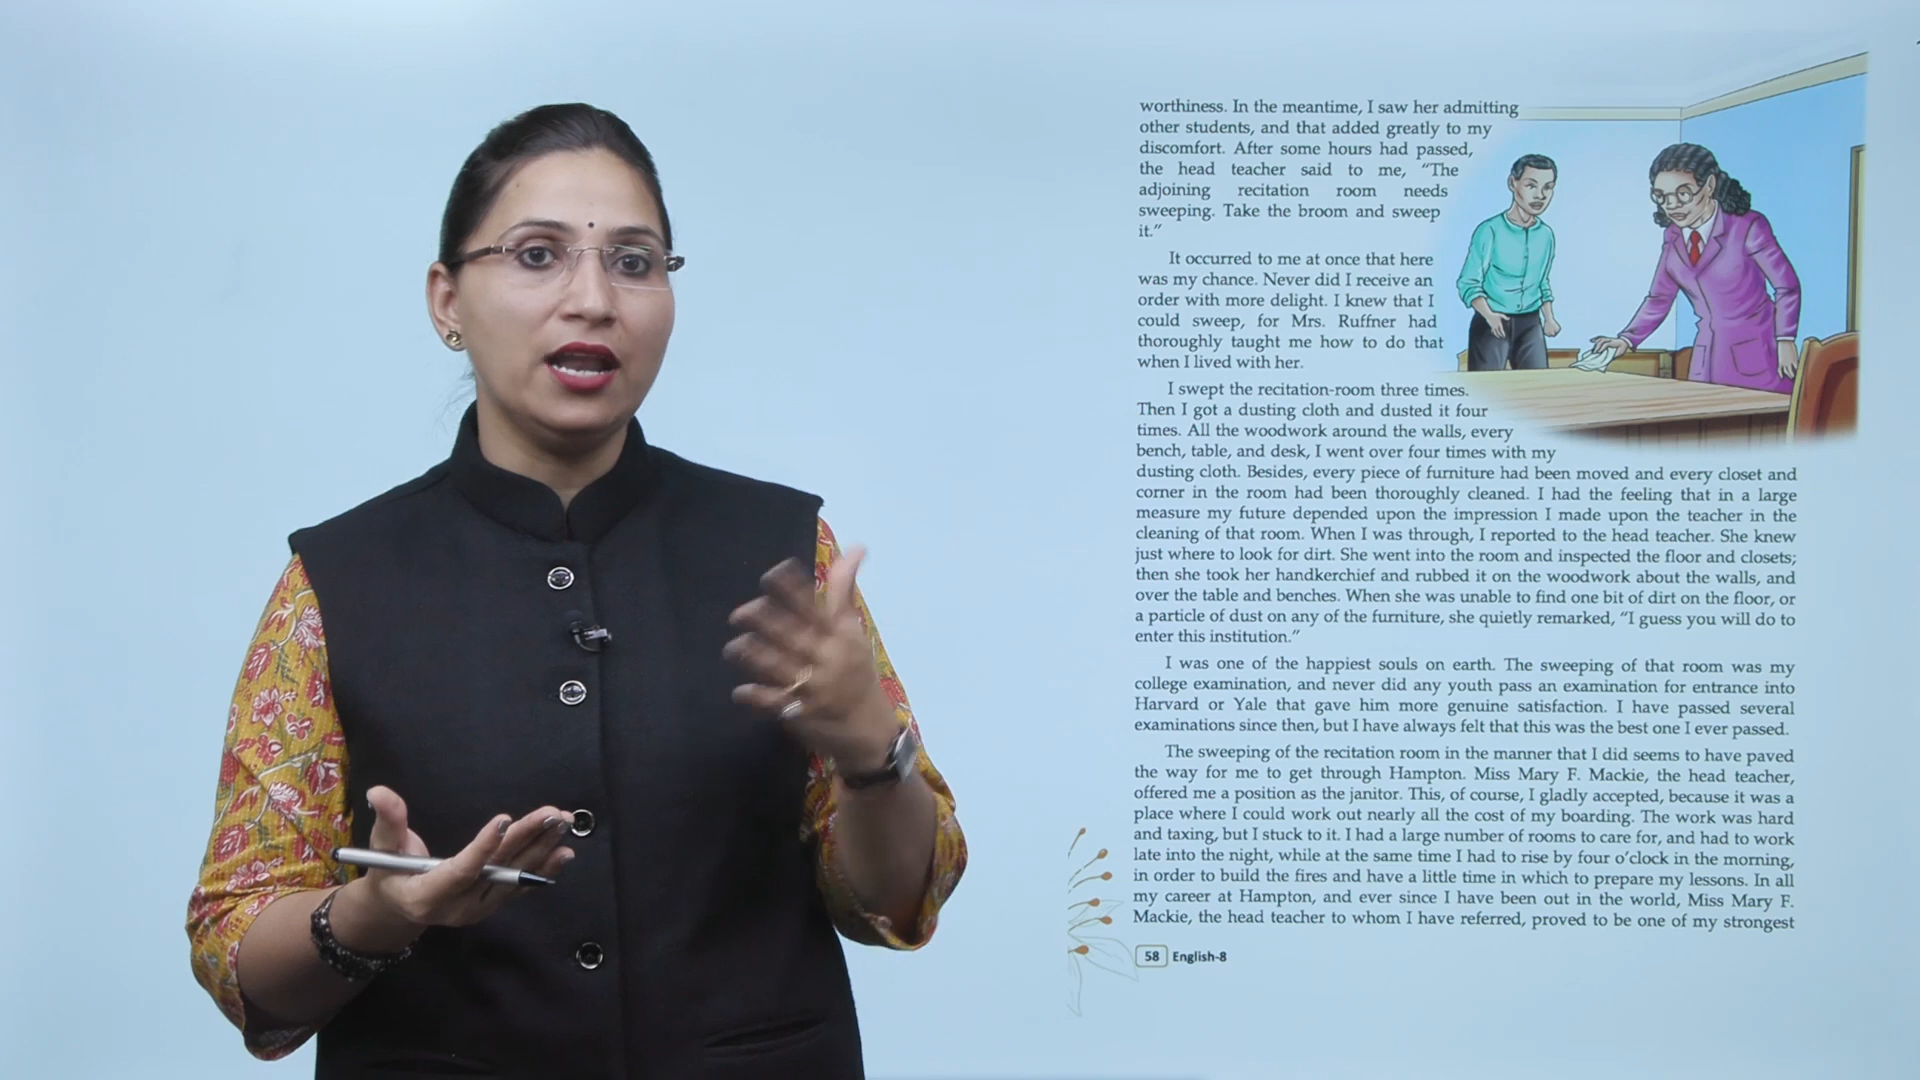 worthiness. In the meantime, I saw her admitting
other students, and that added greatly to my
discomfort. After some hours had passed,
the head teacher said to me, “The
adjoining recitation room needs
sweeping. Take the broom and sweep
it.”
It occurred to me at once that here
was my chance. Never did I receive an
order with more delight. I knew that I
could sweep, for Mrs. Ruffner had
thoroughly taught me how to do that
when I lived with her.
I swept the recitation-room three times.
Then I got a dusting cloth and dusted it four
times. All the woodwork around the walls, every
bench, table, and desk, I went over four times with my
dusting cloth. Besides, every piece of furniture had been moved and every closet and
corner in the room had been thoroughly cleaned. I had the feeling that in a large
measure my future depended upon the impression I made upon the teacher in the
cleaning of that room. When I was through, I reported to the head teacher. She knew
just where to look for dirt. She went into the room and inspected the floor and closets;
then she took her handkerchief and rubbed it on the woodwork about the walls, and
over the table and benches. When she was unable to find one bit of dirt on the floor, or
a particle of dust on any of the furniture, she quietly remarked, “I guess you will do to
enter this institution.”
I was one of the happiest souls on earth. The sweeping of that room was my
college examination, and never did any youth pass an examination for entrance into
Harvard or Yale that gave him more genuine satisfaction. I have passed several
examinations since then, but I have always felt that this was the best one I ever passed.
The sweeping of the recitation room in the manner that I did seems to have paved
the way for me to get through Hampton. Miss Mary F. Mackie, the head teacher,
offered me a position as the janitor. This, of course, I gladly accepted, because it was a
place where I could work out nearly all the cost of my boarding. The work was hard
and taxing, but I stuck to it. I had a large number of rooms to care for, and had to work
late into the night, while at the same time I had to rise by four o’clock in the morning,
in order to build the fires and have a little time in which to prepare my lessons. In all
my career at Hampton, and ever since I have been out in the world, Miss Mary F.
Mackie, the head teacher to whom I have referred, proved to be one of my strongest
58 English-8